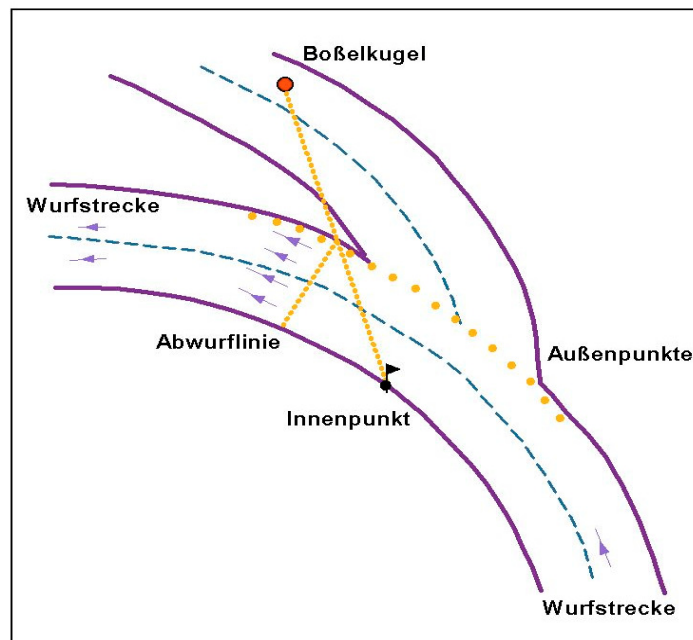 Boßelkugel
Wurfstrecke
Abwurflinie
Außenpunkte
Innenpunkt
Wurfstrecke